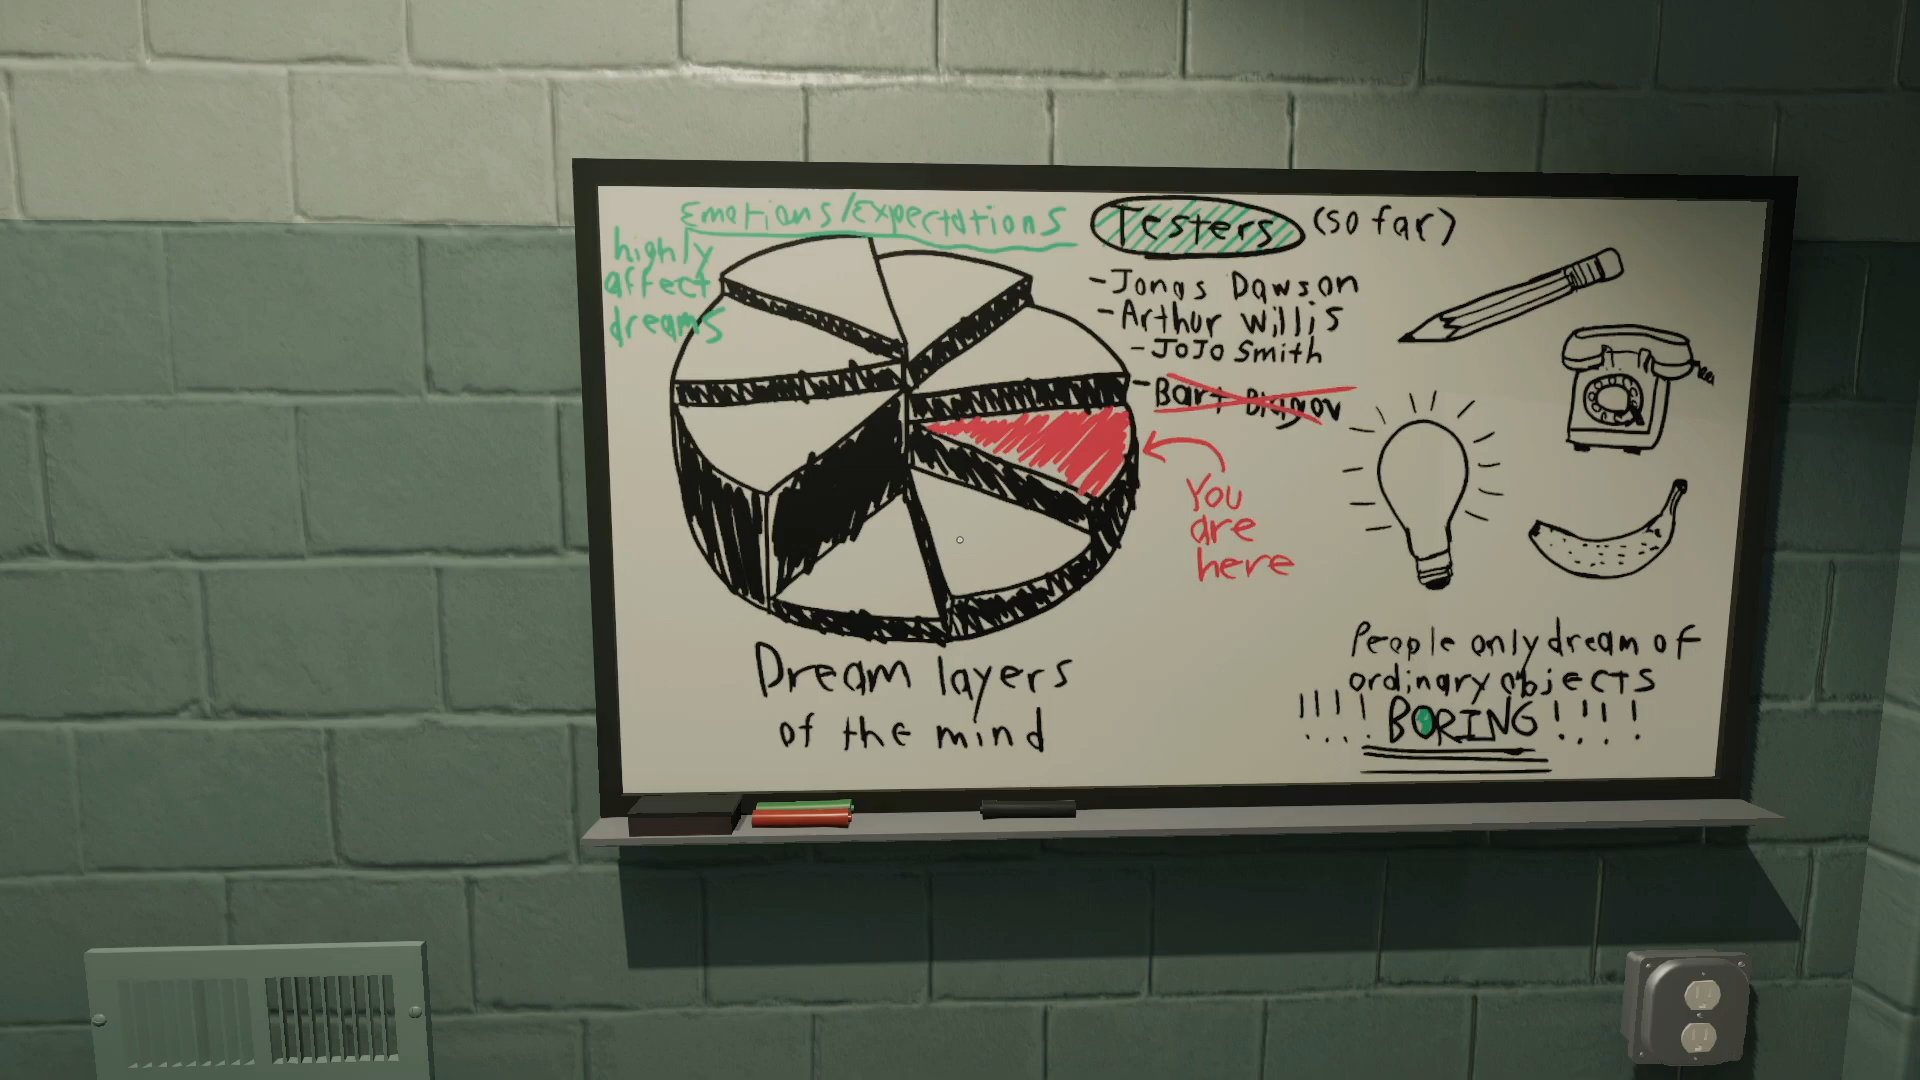 Emotions/Expectations
highly
affect
dreams
Testers (so far)
-Jonas Dawson
-Arthur Willis
-JoJo Smith
-Bart
You
are
here
Dream layers
of the mind
People only dream of
ordinary objects
!!!! BORING !!!!